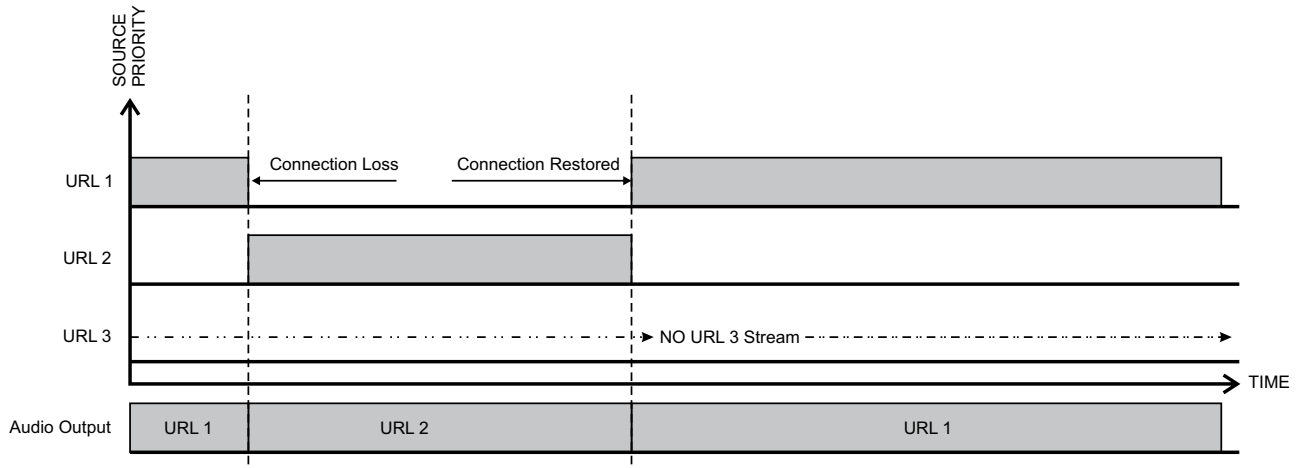 SOURCE
PRIORITY
URL 1
Connection Loss
Connection Restored
URL 2
URL 3
NO URL 3 Stream
TIME
Audio Output
URL 1
URL 2
URL 1